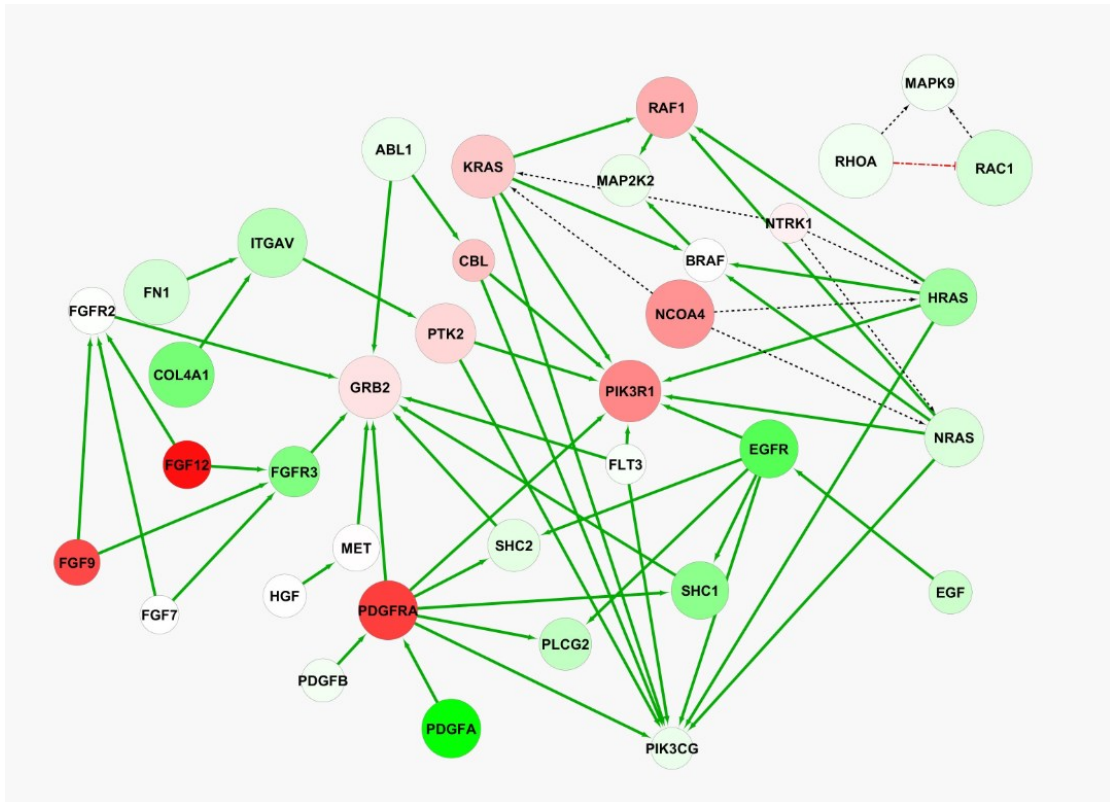 MAPK9
RAF1
ABL1
RHOA
KRAS
RAC1
MAP2K2
NTRK1
ITGAV
CBL
BRAF
FN1
HRAS
FGFR2
NCOA4
PTK2
COL4A1
GRB2
PIK3R1
NRAS
EGFR
FGF12
FGFR3
FLT3
SHC2
MET
FGF9
SHC1
EGF
HGF
PDGFRA
FGF7
PLCG2
PDGFB
PDGFA
PIK3CG